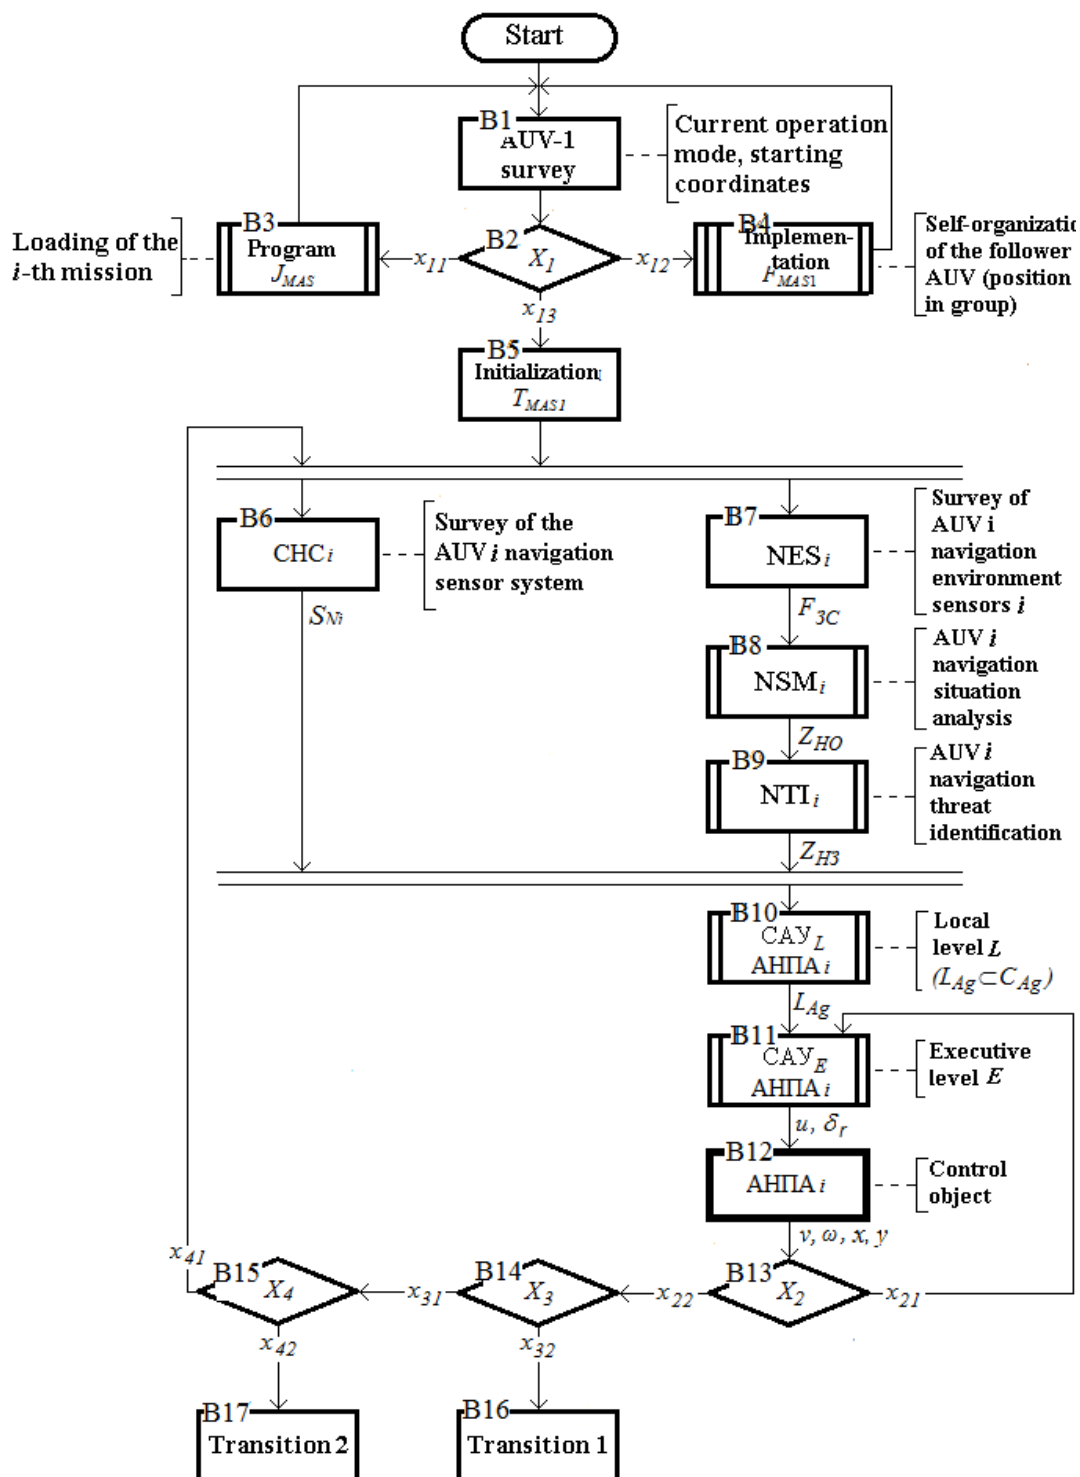 Start
B1
AUV-1
survey
Current operation
mode, starting
coordinates
B3
Program
J_MAS
Loading of the
i-th mission
x_11
B2
X_1
x_12
B4
Implemen-
tation
F_MAS1
Self-organizatio
of the follower
AUV (position
in group)
x_13
B5
Initialization
T_MAS1
B6
CHC i
Survey of the
AUV i navigation
sensor system
S_Ni
B7
NES i
Survey of
AUV i
navigation
environment
sensors i
F_3C
B8
NSM i
AUV i
navigation
situation
analysis
Z_HO
B9
NTI i
AUV i
navigation
threat
identification
Z_H3
B10
САУ_L
АНПА i
Local
level L
(L_Ag⊂C_Ag)
L_Ag
B11
САУ_E
АНПА i
Executive
level E
u, δ_r
B12
АНПА i
Control
object
v, ω, x, y
x_41
B15
X_4
x_31
B14
X_3
x_22
B13
X_2
x_21
x_42
x_32
B17
Transition 2
B16
Transition 1